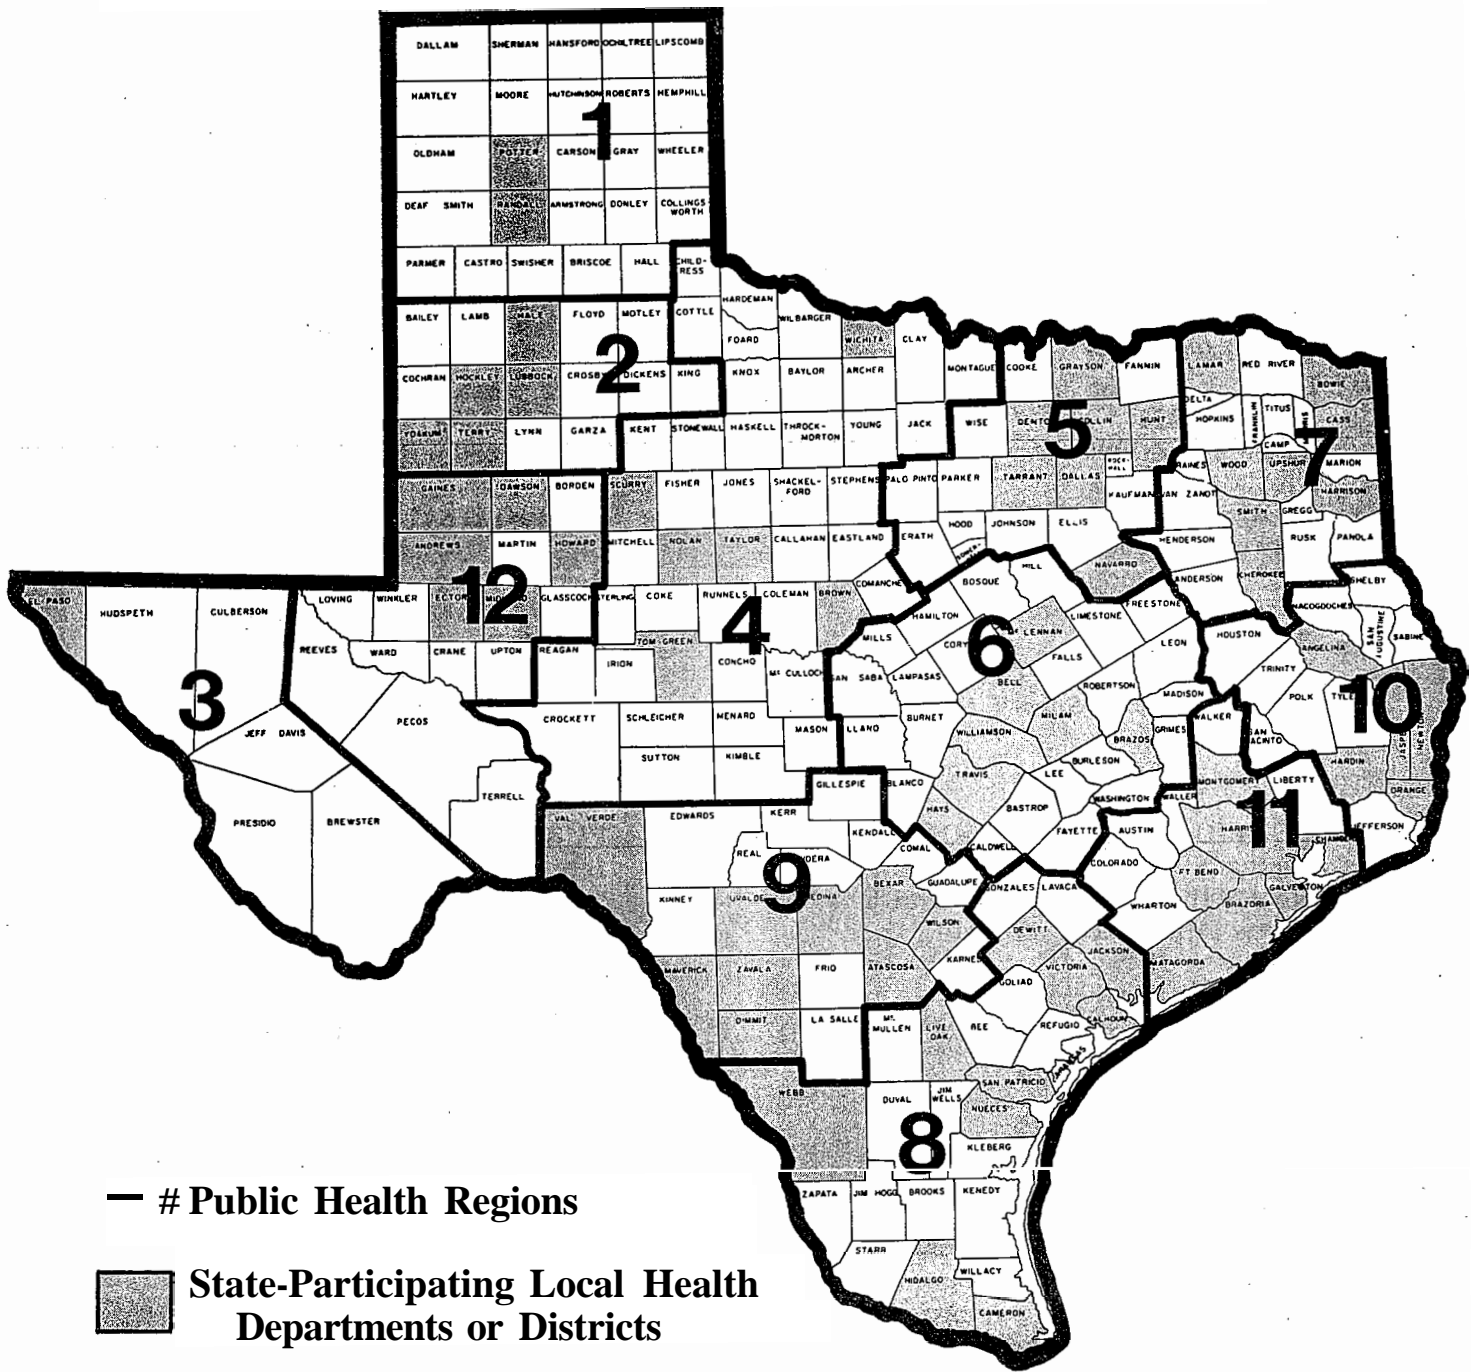 DALLAM SHERMAN HANSFORD OCHILTREE LIPSCOMB
HARTLEY MOORE HUTCHINSON ROBERTS HEMPHILL
1
OLDHAM POTTER CARSON GRAY WHEELER
DEAF SMITH RANDALL ARMSTRONG DONLEY COLLINGS
WORTH
PARMER CASTRO SWISHER BRISCOE HALL CHILD-
RESS
BAILEY LAMB HALE FLOYD MOTLEY COTTLE HARDEMAN
FOARD WILBARGER WICHITA CLAY
2
COCHRAN HOCKLEY LUBBOCK CROSBY DICKENS KING KNOX BAYLOR ARCHER MONTAGUE COOKE GRAYSON FANNIN LAMAR RED RIVER BOWIE
YOAKUM TERRY LYNN GARZA KENT STONEWALL HASKELL THROCK-
MORTON YOUNG JACK WISE
5
COLLIN HUNT DELTA HOPKINS FRANKLIN TITUS CAMP CASS
7
GAINES DAWSON BORDEN SCURRY FISHER JONES SHACKEL-
FORD STEPHENS PALO PINTO PARKER TARRANT DALLAS ROCK-
WALL KAUFMAN VAN ZANDT RAINES WOOD UPSHUR MARION
HARRISON
ANDREWS MARTIN HOWARD MITCHELL NOLAN TAYLOR CALLAHAN EASTLAND ERATH HOOD JOHNSON ELLIS HENDERSON SMITH GREGG RUSK PANOLA
EL PASO HUDSPETH CULBERSON LOVING WINKLER ECTOR
12
GLASSCOCK STERLING COKE RUNNELS COLEMAN BROWN COMANCHE BOSQUE HILL NAVARRO ANDERSON CHEROKEE SHELBY
4
HAMILTON
6
LIMESTONE FREESTONE NACOGDOCHES
SAN
AUGUSTINE SABINE
REEVES WARD CRANE UPTON REAGAN IRION TOM GREEN CONCHO Mc CULLOCH MILLS SAN SABA LAMPASAS BELL FALLS LEON HOUSTON ANGELINA
3
PECOS JEFF DAVIS CROCKETT SCHLEICHER MENARD MASON LLANO BURNET MILAM ROBERTSON MADISON TRINITY POLK
10
NEWTON
SUTTON KIMBLE WILLIAMSON BRAZOS GRIMES WALKER SAN
JACINTO HARDIN
TERRELL GILLESPIE BLANCO TRAVIS LEE BURLESON MONTGOMERY LIBERTY ORANGE
PRESIDIO BREWSTER VAL VERDE EDWARDS KERR HAYS BASTROP WASHINGTON WALLER
11
KENDALL FAYETTE AUSTIN
REAL COMAL CALDWELL COLORADO
9
KINNEY UVALDE BEXAR GUADALUPE GONZALES LAVACA FT BEND GALVESTON
WHARTON BRAZORIA
WILSON DEWITT
MAVERICK ZAVALA FRIO ATASCOSA KARNES VICTORIA JACKSON MATAGORDA
GOLIAD
DIMMIT LA SALLE Mc
MULLEN LIVE
OAK BEE REFUGIO CALHOUN
WEBB DUVAL JIM
WELLS SAN PATRICIO
NUECES
8
KLEBERG
ZAPATA JIM HOGG BROOKS KENEDY
STARR HIDALGO WILLACY
CAMERON
# Public Health Regions
State-Participating Local Health
Departments or Districts